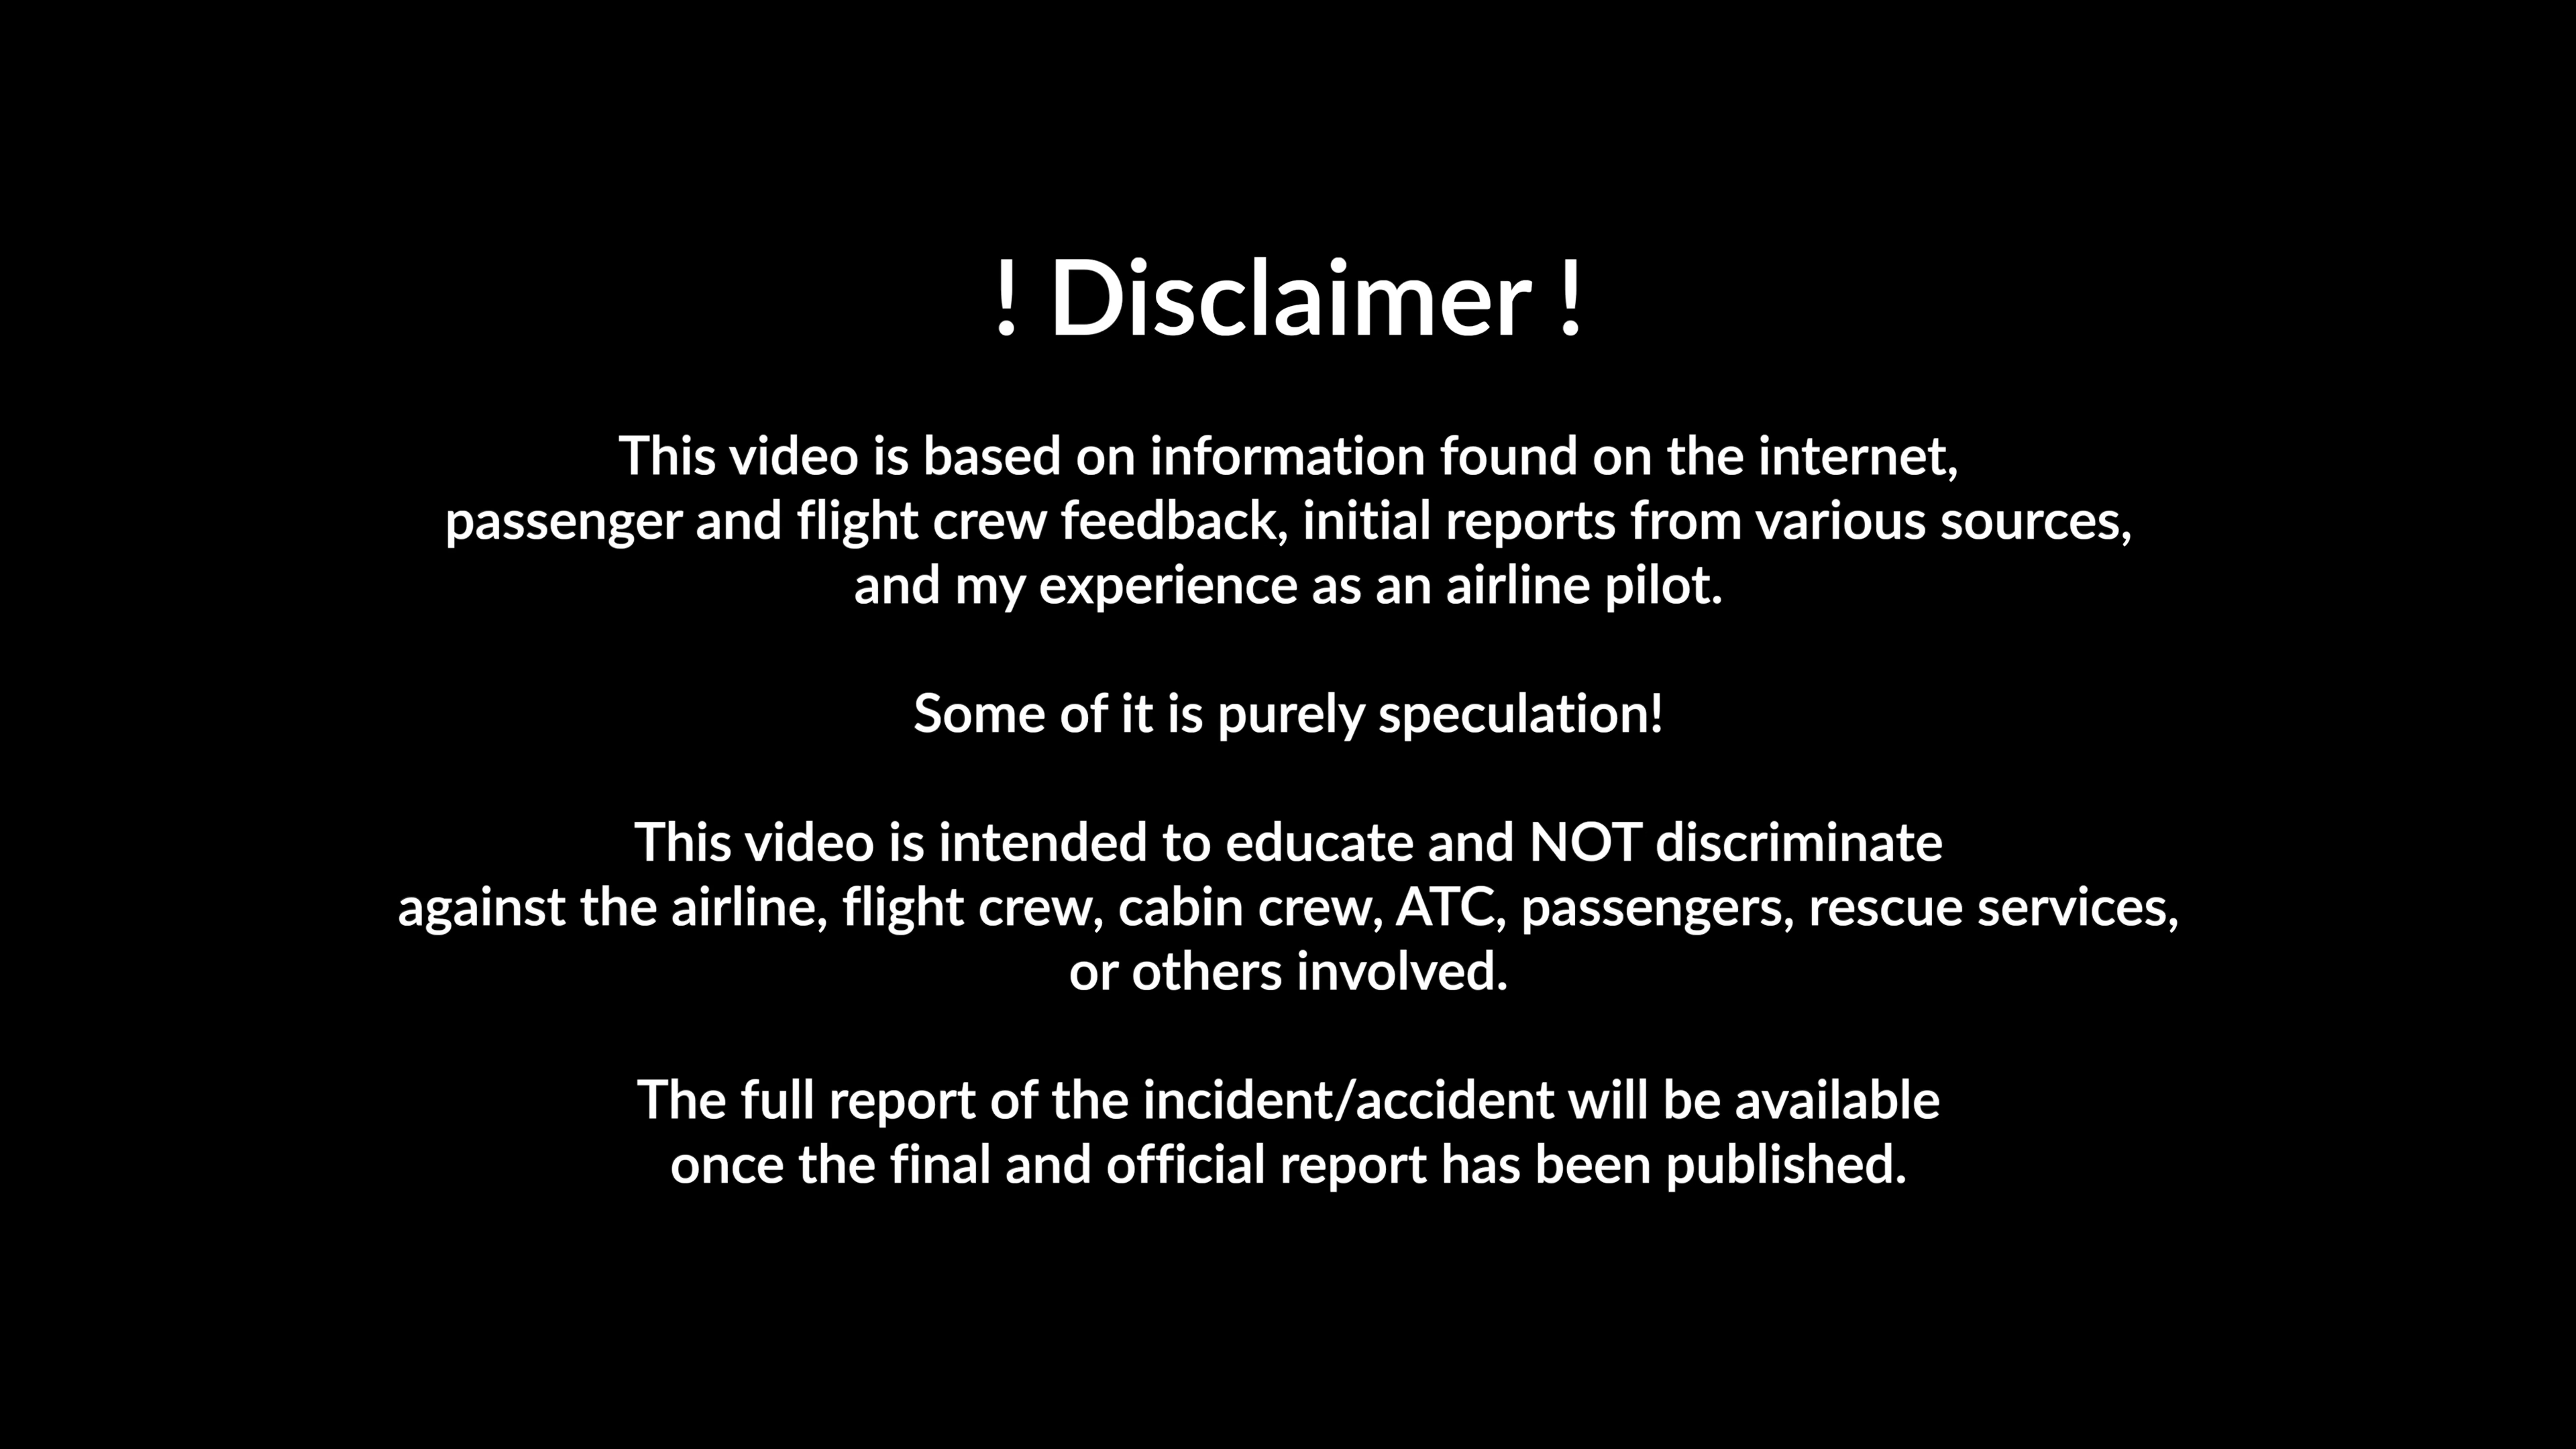 ! Disclaimer !
This video is based on information found on the internet,
passenger and flight crew feedback, initial reports from various sources,
and my experience as an airline pilot.
Some of it is purely speculation!
This video is intended to educate and NOT discriminate
against the airline, flight crew, cabin crew, ATC, passengers, rescue services,
or others involved.
The full report of the incident/accident will be available
once the final and official report has been published.